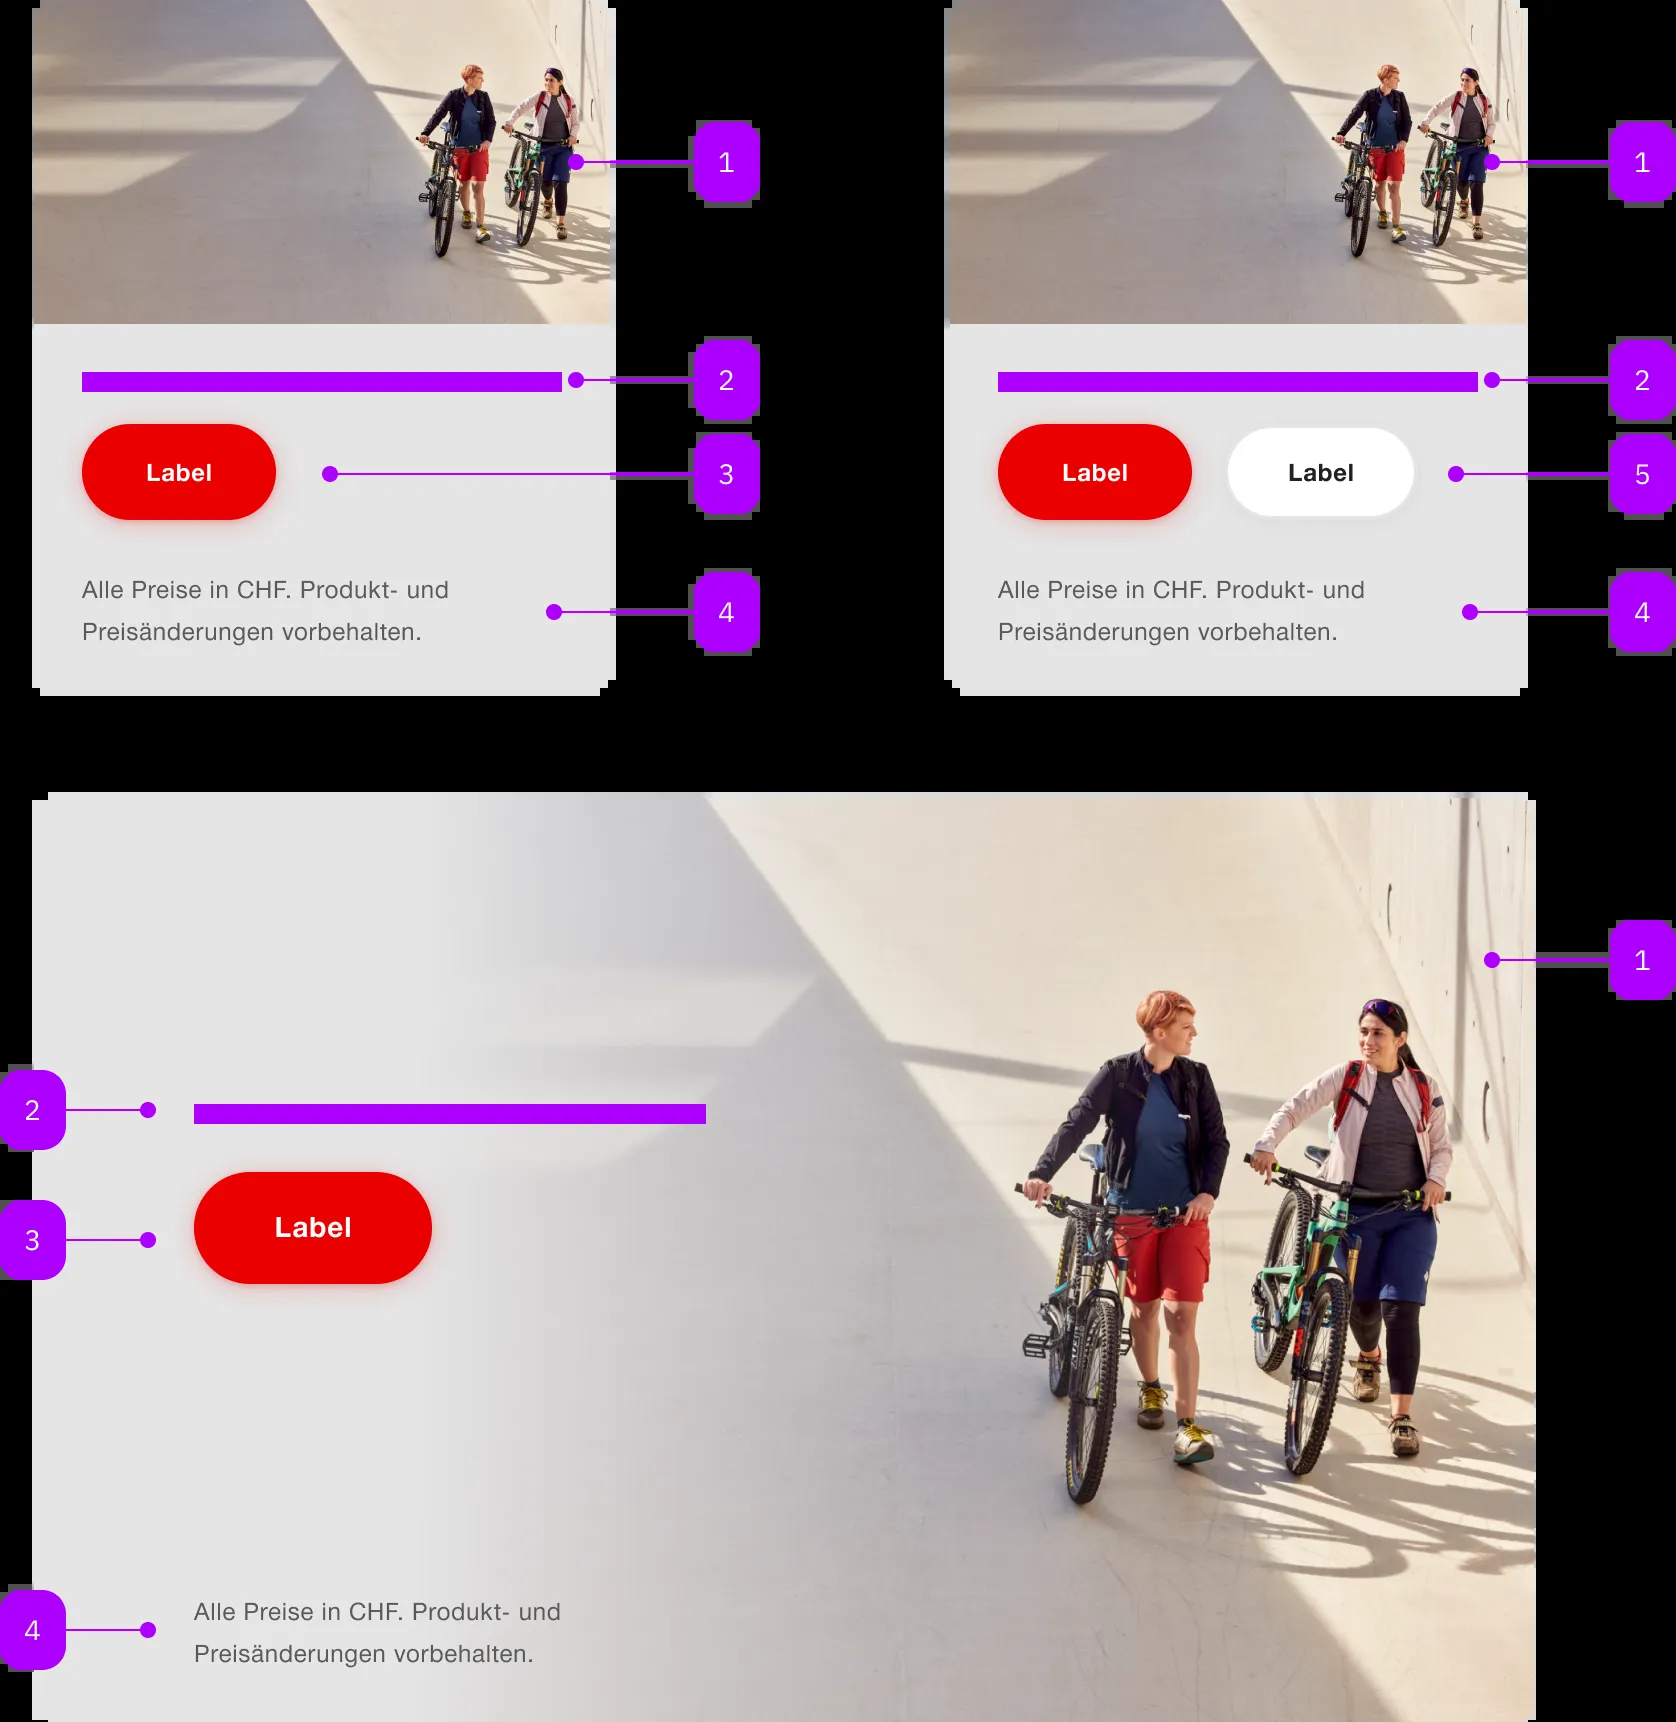 1
1
2
2
Label
3
Label
Label
5
Alle Preise in CHF. Produkt- und
Preisänderungen vorbehalten.
4
Alle Preise in CHF. Produkt- und
Preisänderungen vorbehalten.
4
1
2
3
Label
4
Alle Preise in CHF. Produkt- und
Preisänderungen vorbehalten.